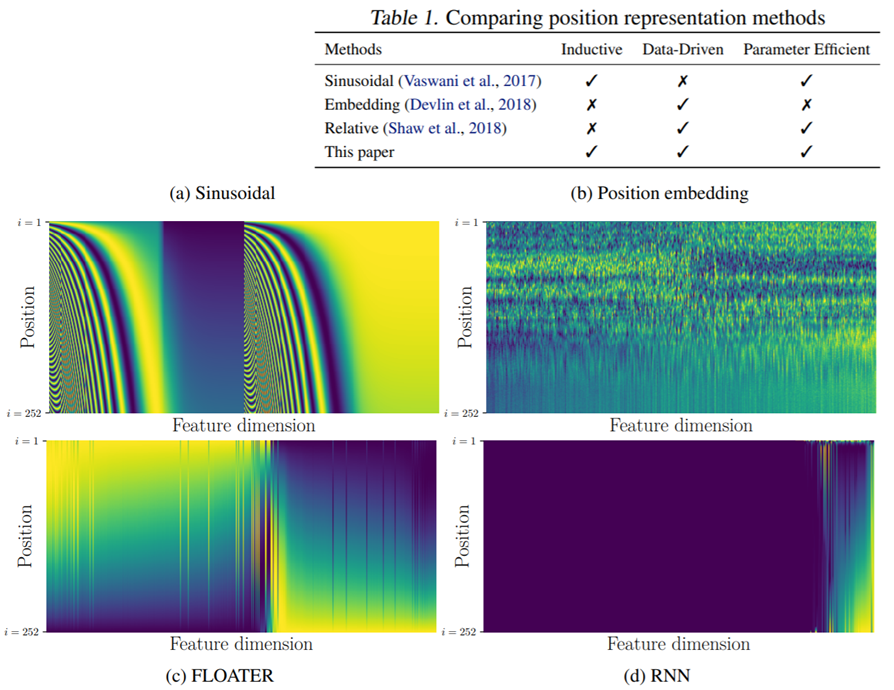 Table 1. Comparing position representation methods
Methods Inductive Data-Driven Parameter Efficient
Sinusoidal (Vaswani et al., 2017) ✓ ✗ ✓
Embedding (Devlin et al., 2018) ✗ ✓ ✗
Relative (Shaw et al., 2018) ✗ ✓ ✓
This paper ✓ ✓ ✓
(a) Sinusoidal
(b) Position embedding
i = 1
Position
i = 252
Feature dimension
i = 1
Position
i = 252
Feature dimension
i = 1
Position
i = 252
Feature dimension
(c) FLOATER
i = 1
Position
i = 252
Feature dimension
(d) RNN